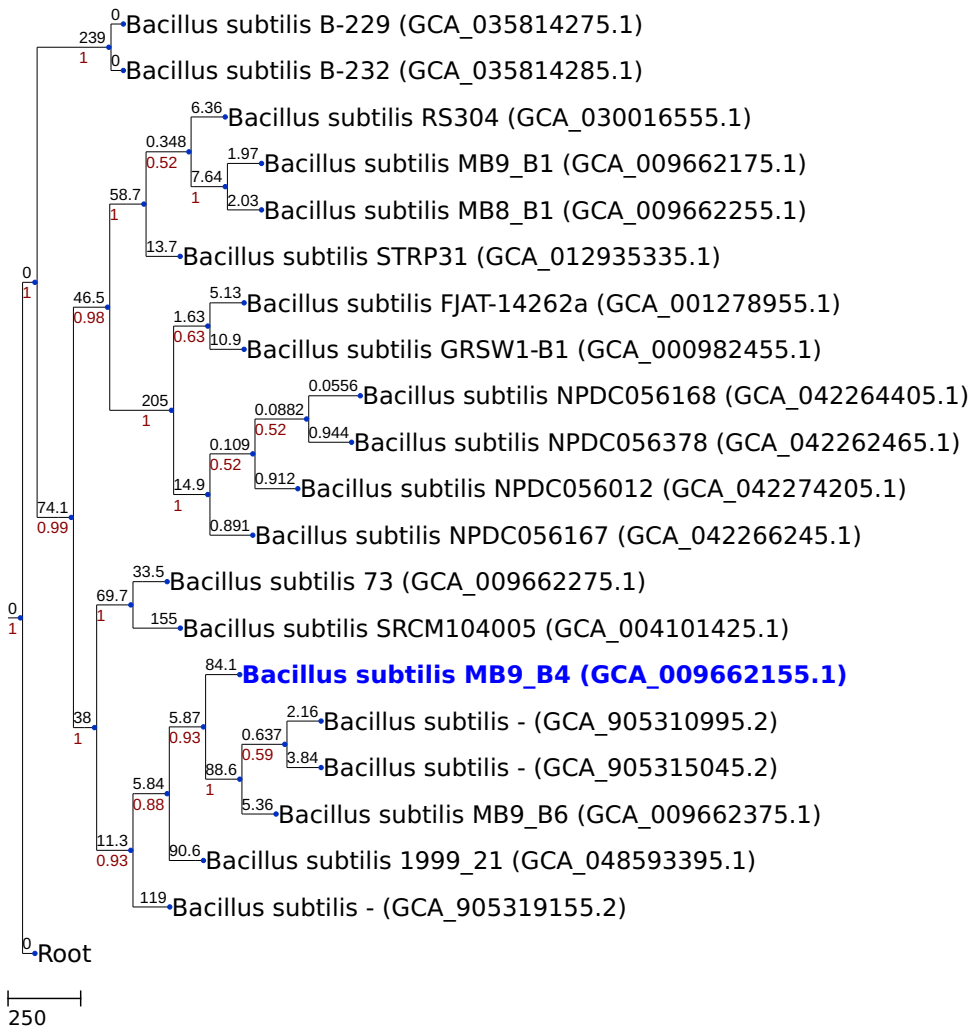 0
Bacillus subtilis B-229 (GCA_035814275.1)
239
1
0
Bacillus subtilis B-232 (GCA_035814285.1)
6.36
Bacillus subtilis RS304 (GCA_030016555.1)
0.348
0.52
1.97
Bacillus subtilis MB9_B1 (GCA_009662175.1)
7.64
1
2.03
Bacillus subtilis MB8_B1 (GCA_009662255.1)
58.7
1
13.7
Bacillus subtilis STRP31 (GCA_012935335.1)
0
1
46.5
0.98
5.13
Bacillus subtilis FJAT-14262a (GCA_001278955.1)
1.63
0.63
10.9
Bacillus subtilis GRSW1-B1 (GCA_000982455.1)
205
1
0.0556
Bacillus subtilis NPDC056168 (GCA_042264405.1)
0.0882
0.52
0.944
Bacillus subtilis NPDC056378 (GCA_042262465.1)
0.109
0.52
0.912
Bacillus subtilis NPDC056012 (GCA_042274205.1)
14.9
1
0.891
Bacillus subtilis NPDC056167 (GCA_042266245.1)
74.1
0.99
33.5
Bacillus subtilis 73 (GCA_009662275.1)
69.7
1
155
Bacillus subtilis SRCM104005 (GCA_004101425.1)
0
1
84.1
Bacillus subtilis MB9_B4 (GCA_009662155.1)
38
1
5.87
0.93
2.16
Bacillus subtilis - (GCA_905310995.2)
0.637
0.59
3.84
Bacillus subtilis - (GCA_905315045.2)
88.6
1
5.36
Bacillus subtilis MB9_B6 (GCA_009662375.1)
5.84
0.88
90.6
Bacillus subtilis 1999_21 (GCA_048593395.1)
11.3
0.93
119
Bacillus subtilis - (GCA_905319155.2)
0
Root
250